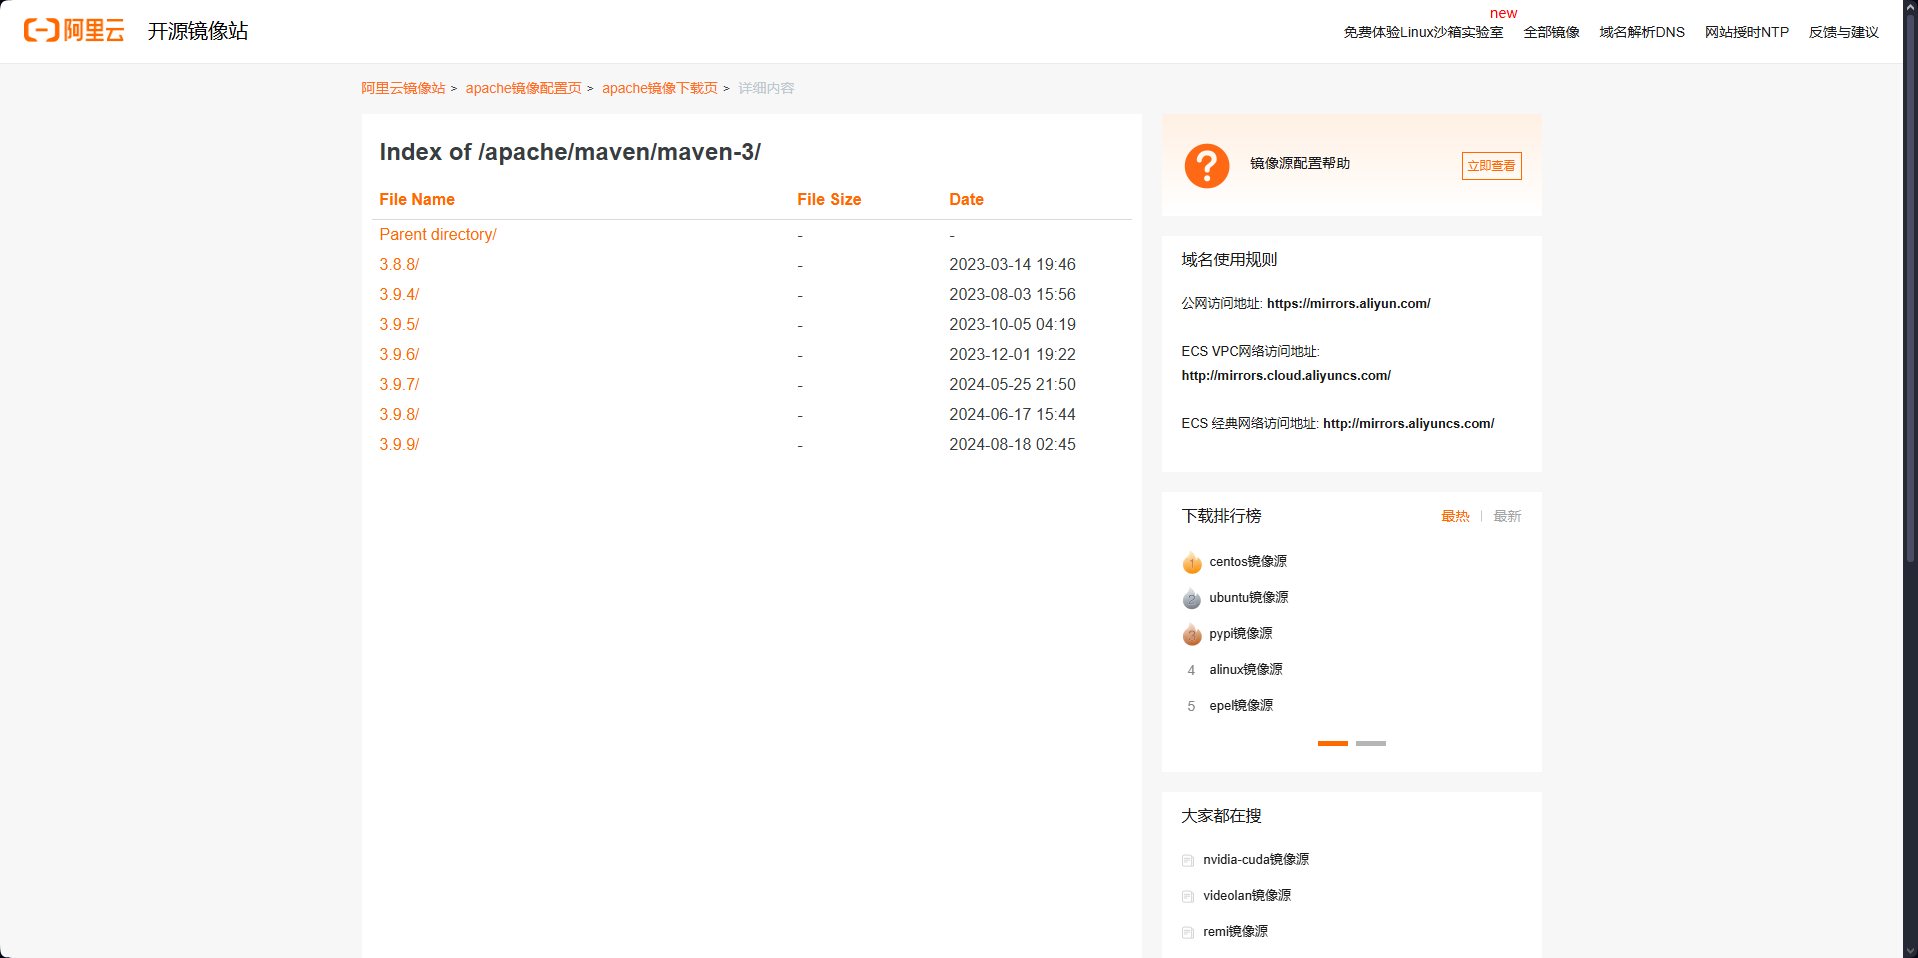 阿里云 开源镜像站
new
免费体验Linux沙箱实验室 全部镜像 域名解析DNS 网站授时NTP 反馈与建议
阿里云镜像站 > apache镜像配置页 > apache镜像下载页 > 详细内容
Index of /apache/maven/maven-3/
File Name File Size Date
Parent directory/ - -
3.8.8/ - 2023-03-14 19:46
3.9.4/ - 2023-08-03 15:56
3.9.5/ - 2023-10-05 04:19
3.9.6/ - 2023-12-01 19:22
3.9.7/ - 2024-05-25 21:50
3.9.8/ - 2024-06-17 15:44
3.9.9/ - 2024-08-18 02:45
? 镜像源配置帮助 立即查看
域名使用规则
公网访问地址: https://mirrors.aliyun.com/
ECS VPC网络访问地址:
http://mirrors.cloud.aliyuncs.com/
ECS 经典网络访问地址: http://mirrors.aliyuncs.com/
下载排行榜 最热 | 最新
1 centos镜像源
2 ubuntu镜像源
3 pypi镜像源
4 alinux镜像源
5 epel镜像源
大家都在搜
nvidia-cuda镜像源
videolan镜像源
remi镜像源